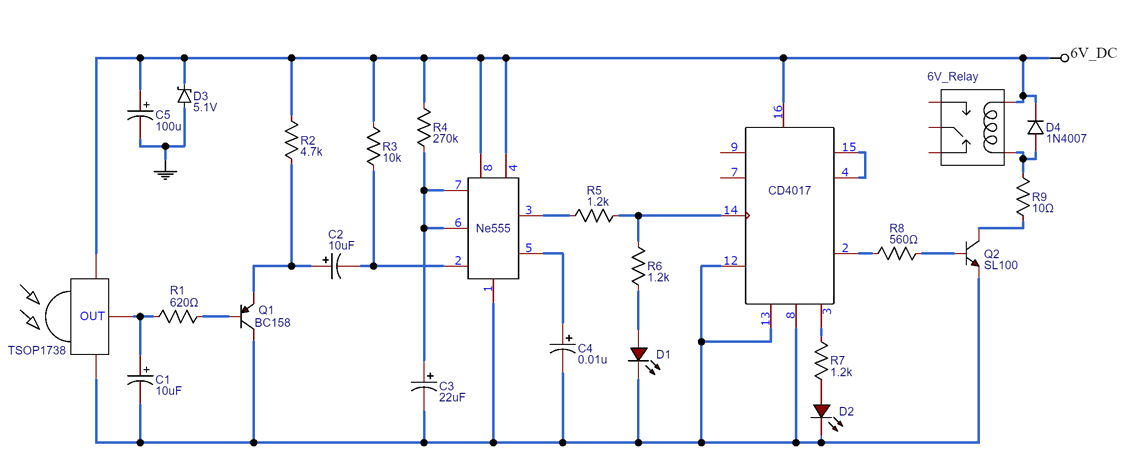 6V_DC
6V_Relay
+
C5
100u
D3
5.1V
R2
4.7k
R3
10k
R4
270k
8
4
7
6
2
3
5
1
Ne555
C2
10uF
+
R5
1.2k
R6
1.2k
16
9
7
14
12
15
4
2
13
8
3
CD4017
D4
1N4007
R9
10Ω
R8
560Ω
Q2
SL100
OUT
TSOP1738
R1
620Ω
Q1
BC158
+
C1
10uF
+
C3
22uF
+
C4
0.01u
D1
R7
1.2k
D2